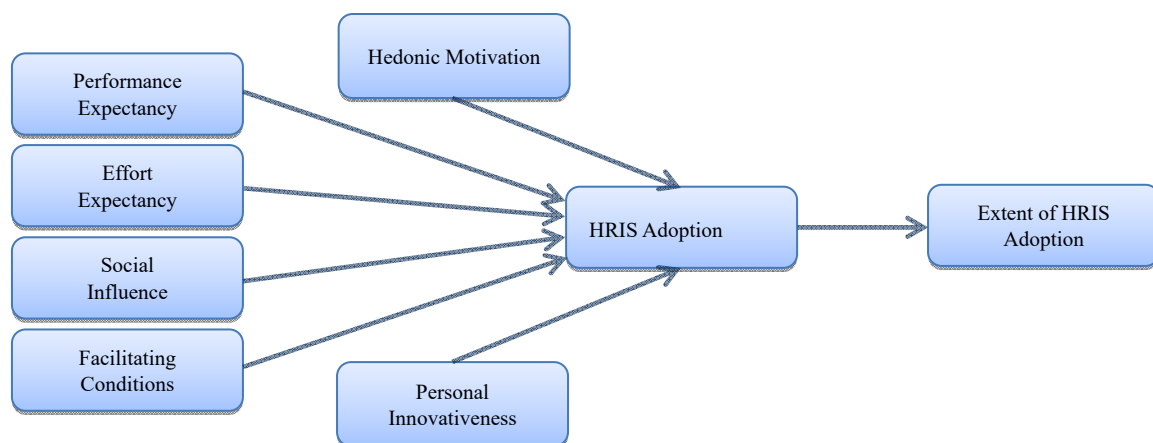 Performance
Expectancy
Effort
Expectancy
Social
Influence
Facilitating
Conditions
Hedonic Motivation
Personal
Innovativeness
HRIS Adoption
Extent of HRIS
Adoption